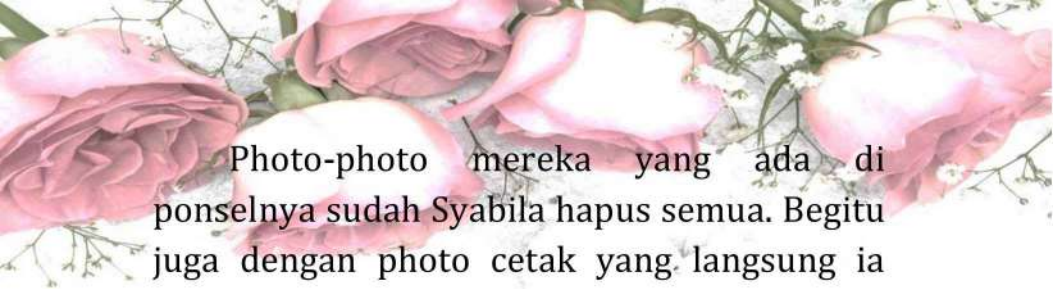 Photo-photo mereka yang ada di
ponselnya sudah Syabila hapus semua. Begitu
juga dengan photo cetak yang langsung ia